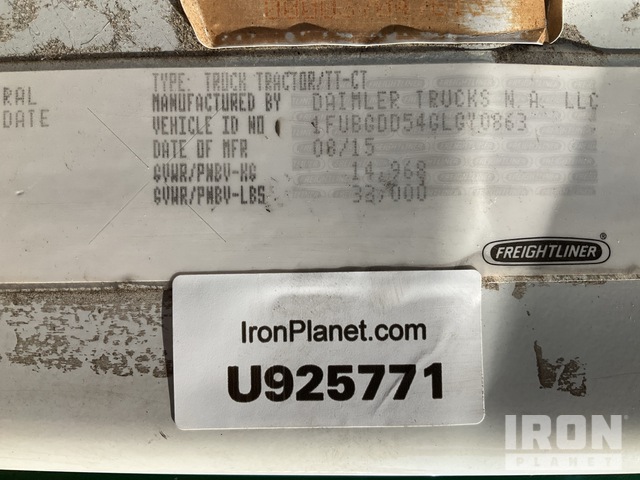 TYPE: TRUCK TRACTOR/TT-CT
RAL MANUFACTURED BY DAIMLER TRUCKS N.A. LLC
DATE VEHICLE ID NO 1FUBGDD54GLGY0863
DATE OF MFR 08/15
GVWR/PNBV-KG 14,968
GVWR/PNBV-LBS 33,000
FREIGHTLINER ®
IronPlanet.com
U925771
IRON
PLANET